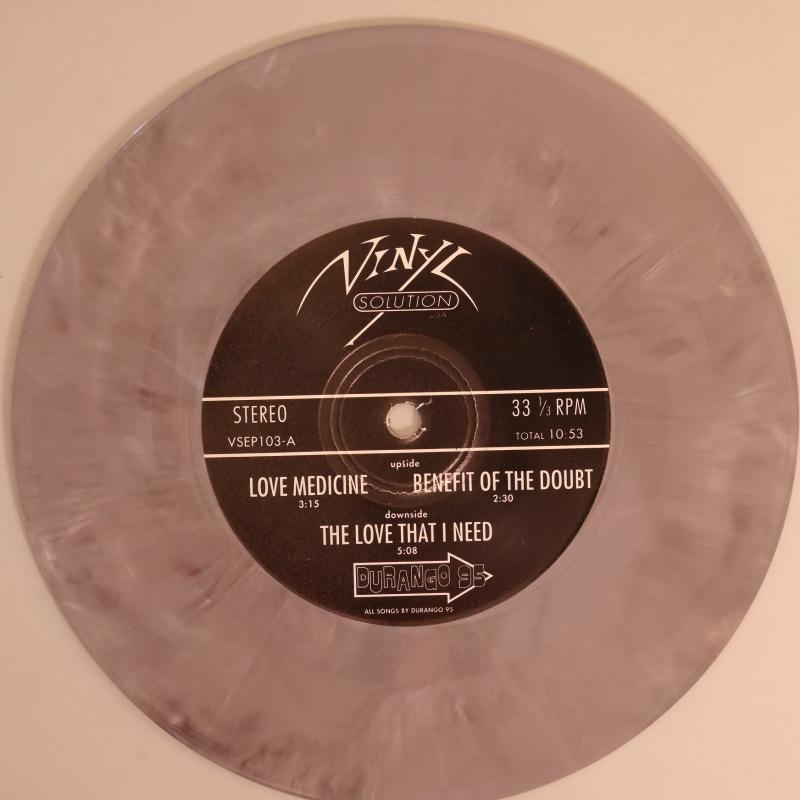 VINYL
SOLUTION
USA
STEREO
33 1/3 RPM
VSEP103-A
TOTAL 10:53
upside
LOVE MEDICINE BENEFIT OF THE DOUBT
3:15 2:30
downside
THE LOVE THAT I NEED
5:08
DURANGO 95
ALL SONGS BY DURANGO 95